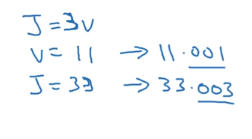 J=3v
v = 11 → 11.001
J=33 → 33.003